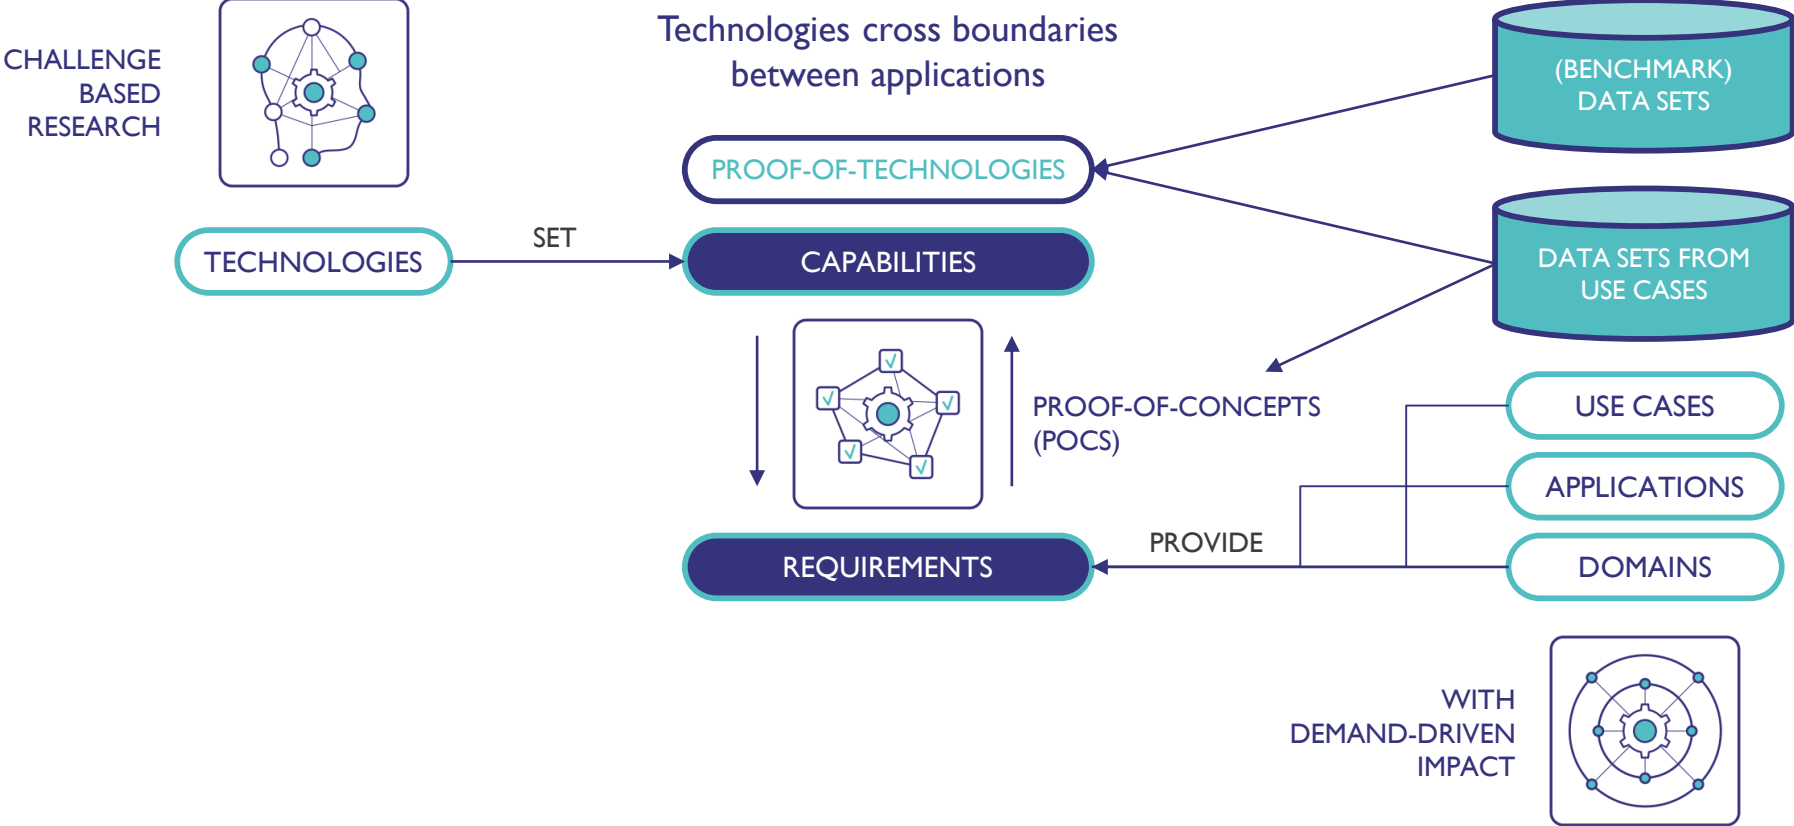 CHALLENGE
BASED
RESEARCH
Technologies cross boundaries
between applications
(BENCHMARK)
DATA SETS
PROOF-OF-TECHNOLOGIES
TECHNOLOGIES
SET
CAPABILITIES
DATA SETS FROM
USE CASES
PROOF-OF-CONCEPTS
(POCS)
USE CASES
APPLICATIONS
REQUIREMENTS
PROVIDE
DOMAINS
WITH
DEMAND-DRIVEN
IMPACT